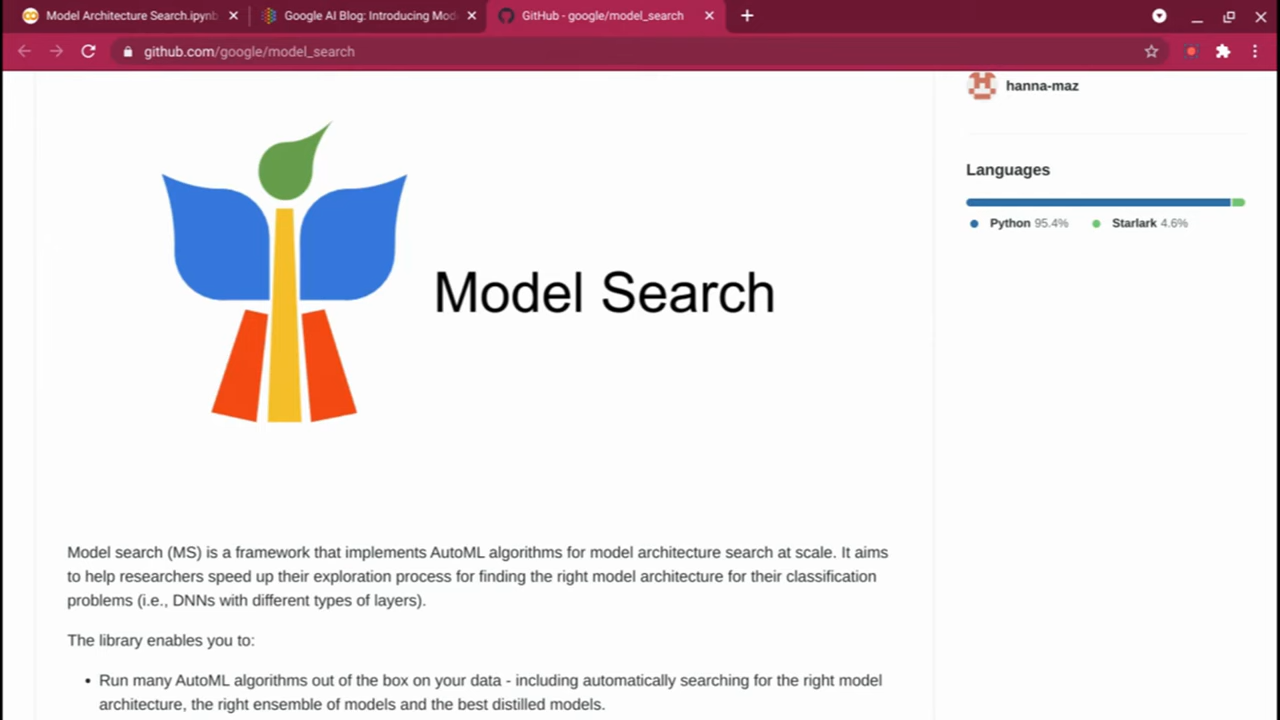 Model Architecture Search.ipynb
Google AI Blog: Introducing Mod
GitHub - google/model_search
github.com/google/model_search
hanna-maz
Languages
Python 95.4%
Starlark 4.6%
Model Search
Model search (MS) is a framework that implements AutoML algorithms for model architecture search at scale. It aims
to help researchers speed up their exploration process for finding the right model architecture for their classification
problems (i.e., DNNs with different types of layers).
The library enables you to:
• Run many AutoML algorithms out of the box on your data - including automatically searching for the right model
architecture, the right ensemble of models and the best distilled models.